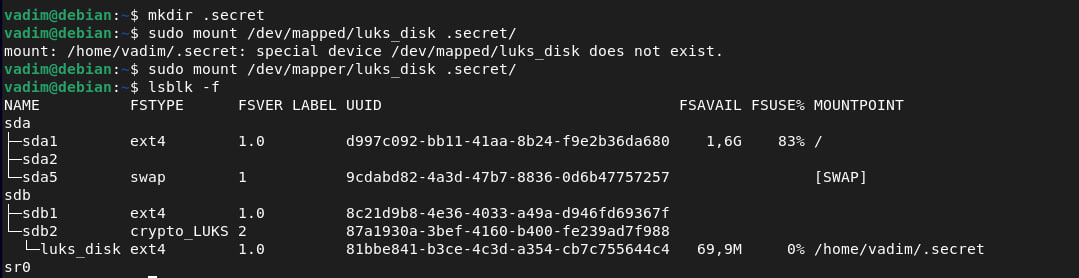 vadim@debian:~$ mkdir .secret
vadim@debian:~$ sudo mount /dev/mapped/luks_disk .secret/
mount: /home/vadim/.secret: special device /dev/mapped/luks_disk does not exist.
vadim@debian:~$ sudo mount /dev/mapper/luks_disk .secret/
vadim@debian:~$ lsblk -f
NAME          FSTYPE      FSVER LABEL UUID                                 FSAVAIL FSUSE% MOUNTPOINT
sda
├─sda1        ext4        1.0         d997c092-bb11-41aa-8b24-f9e2b36da680    1,6G    83% /
├─sda2
└─sda5        swap        1           9cdabd82-4a3d-47b7-8836-0d6b47757257                [SWAP]
sdb
├─sdb1        ext4        1.0         8c21d9b8-4e36-4033-a49a-d946fd69367f
└─sdb2        crypto_LUKS 2           87a1930a-3bef-4160-b400-fe239ad7f988
  └─luks_disk ext4        1.0         81bbe841-b3ce-4c3d-a354-cb7c755644c4   69,9M     0% /home/vadim/.secret
sr0